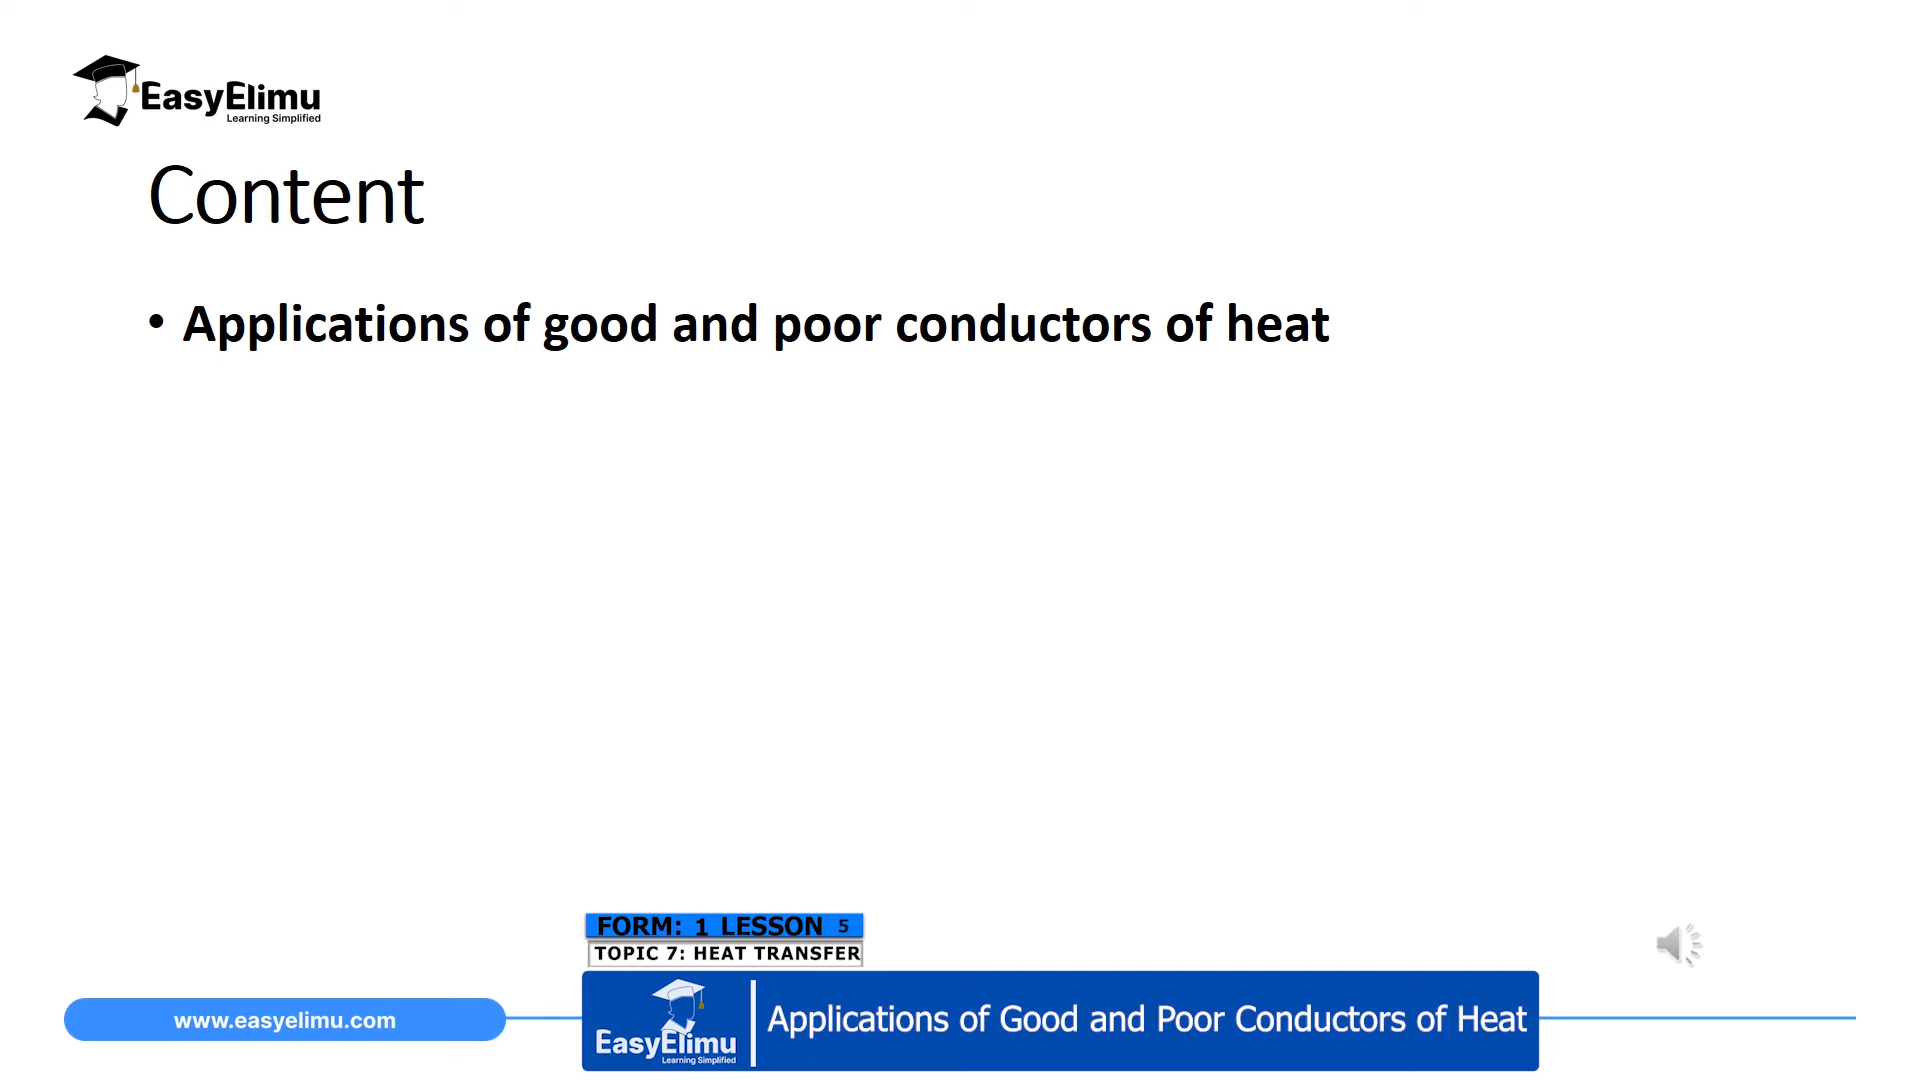 EasyElimu
Learning Simplified
Content
• Applications of good and poor conductors of heat
FORM: 1 LESSON 5
TOPIC 7: HEAT TRANSFER
www.easyelimu.com
EasyElimu
Learning Simplified
Applications of Good and Poor Conductors of Heat